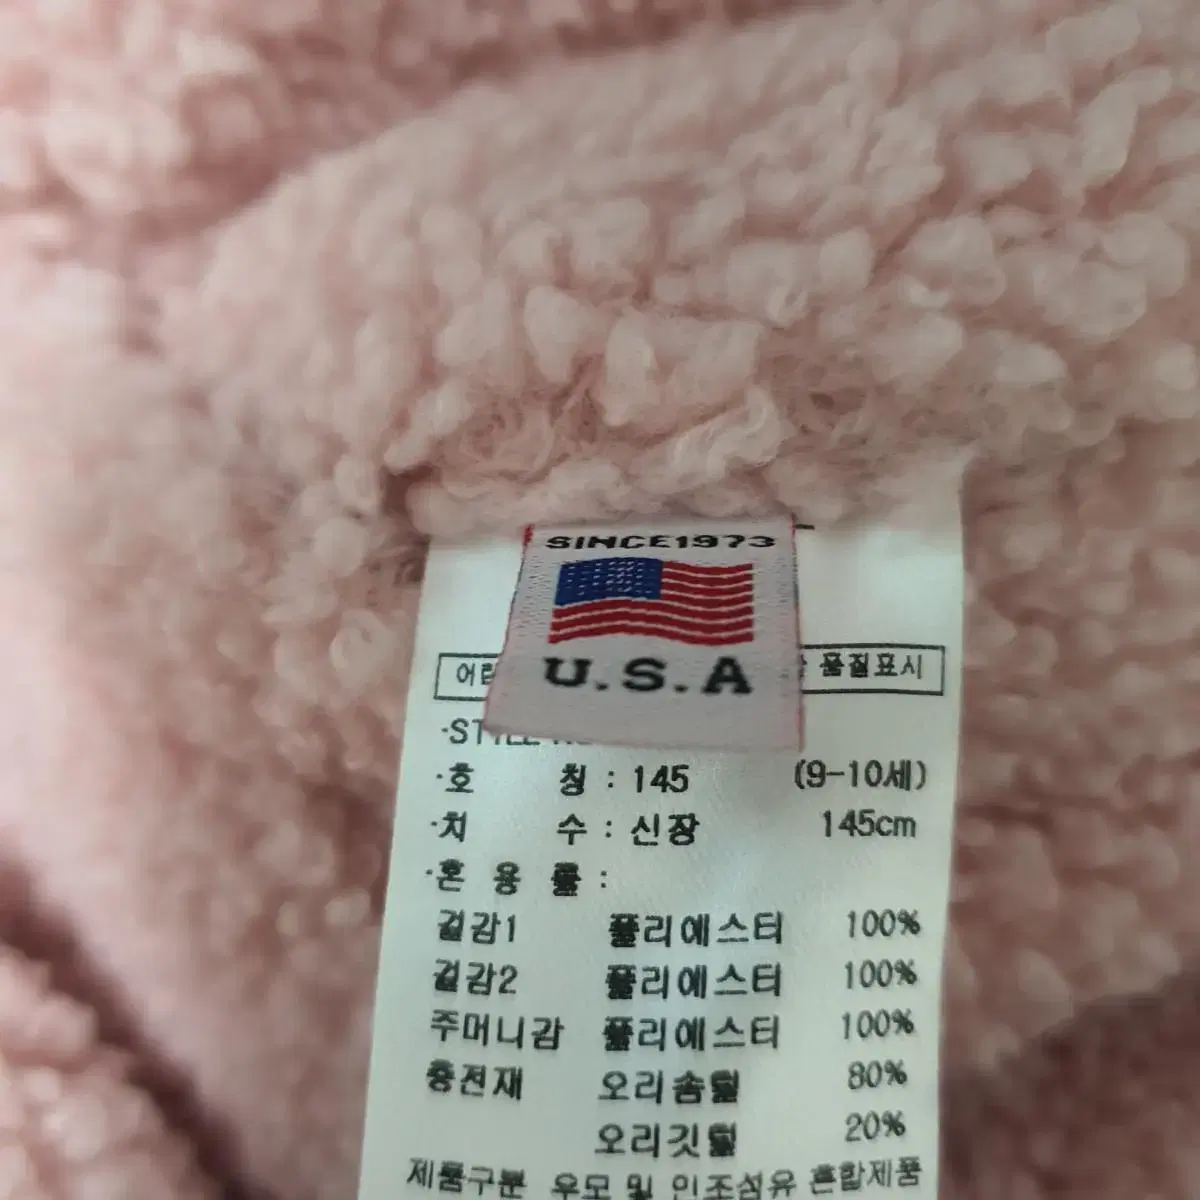 SINCE1973
U.S.A
품질표시
·호 칭 : 145 (9-10세)
·치 수 : 신장 145cm
·혼 용 률 :
겉감1 폴리에스터 100%
겉감2 폴리에스터 100%
주머니감 폴리에스터 100%
충전재 오리솜털 80%
오리깃털 20%
제품구분 우모 및 인조섬유 혼합제품